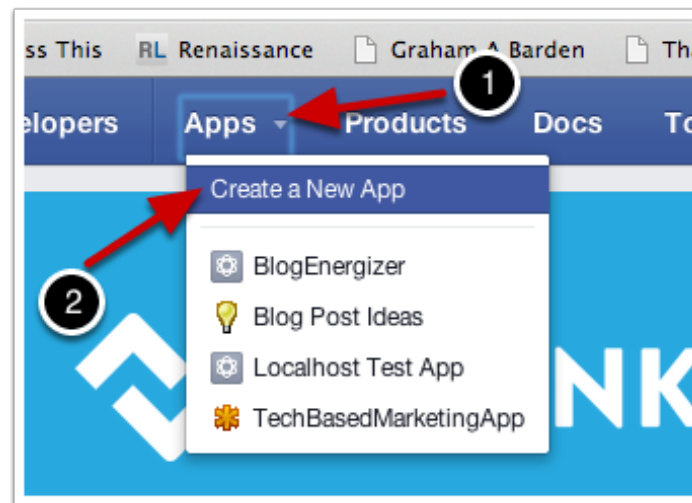 ss This RL Renaissance Graham A Barden Tha
1
elopers Apps Products Docs To
Create a New App
2
BlogEnergizer
Blog Post Ideas
Localhost Test App
TechBasedMarketingApp
NK